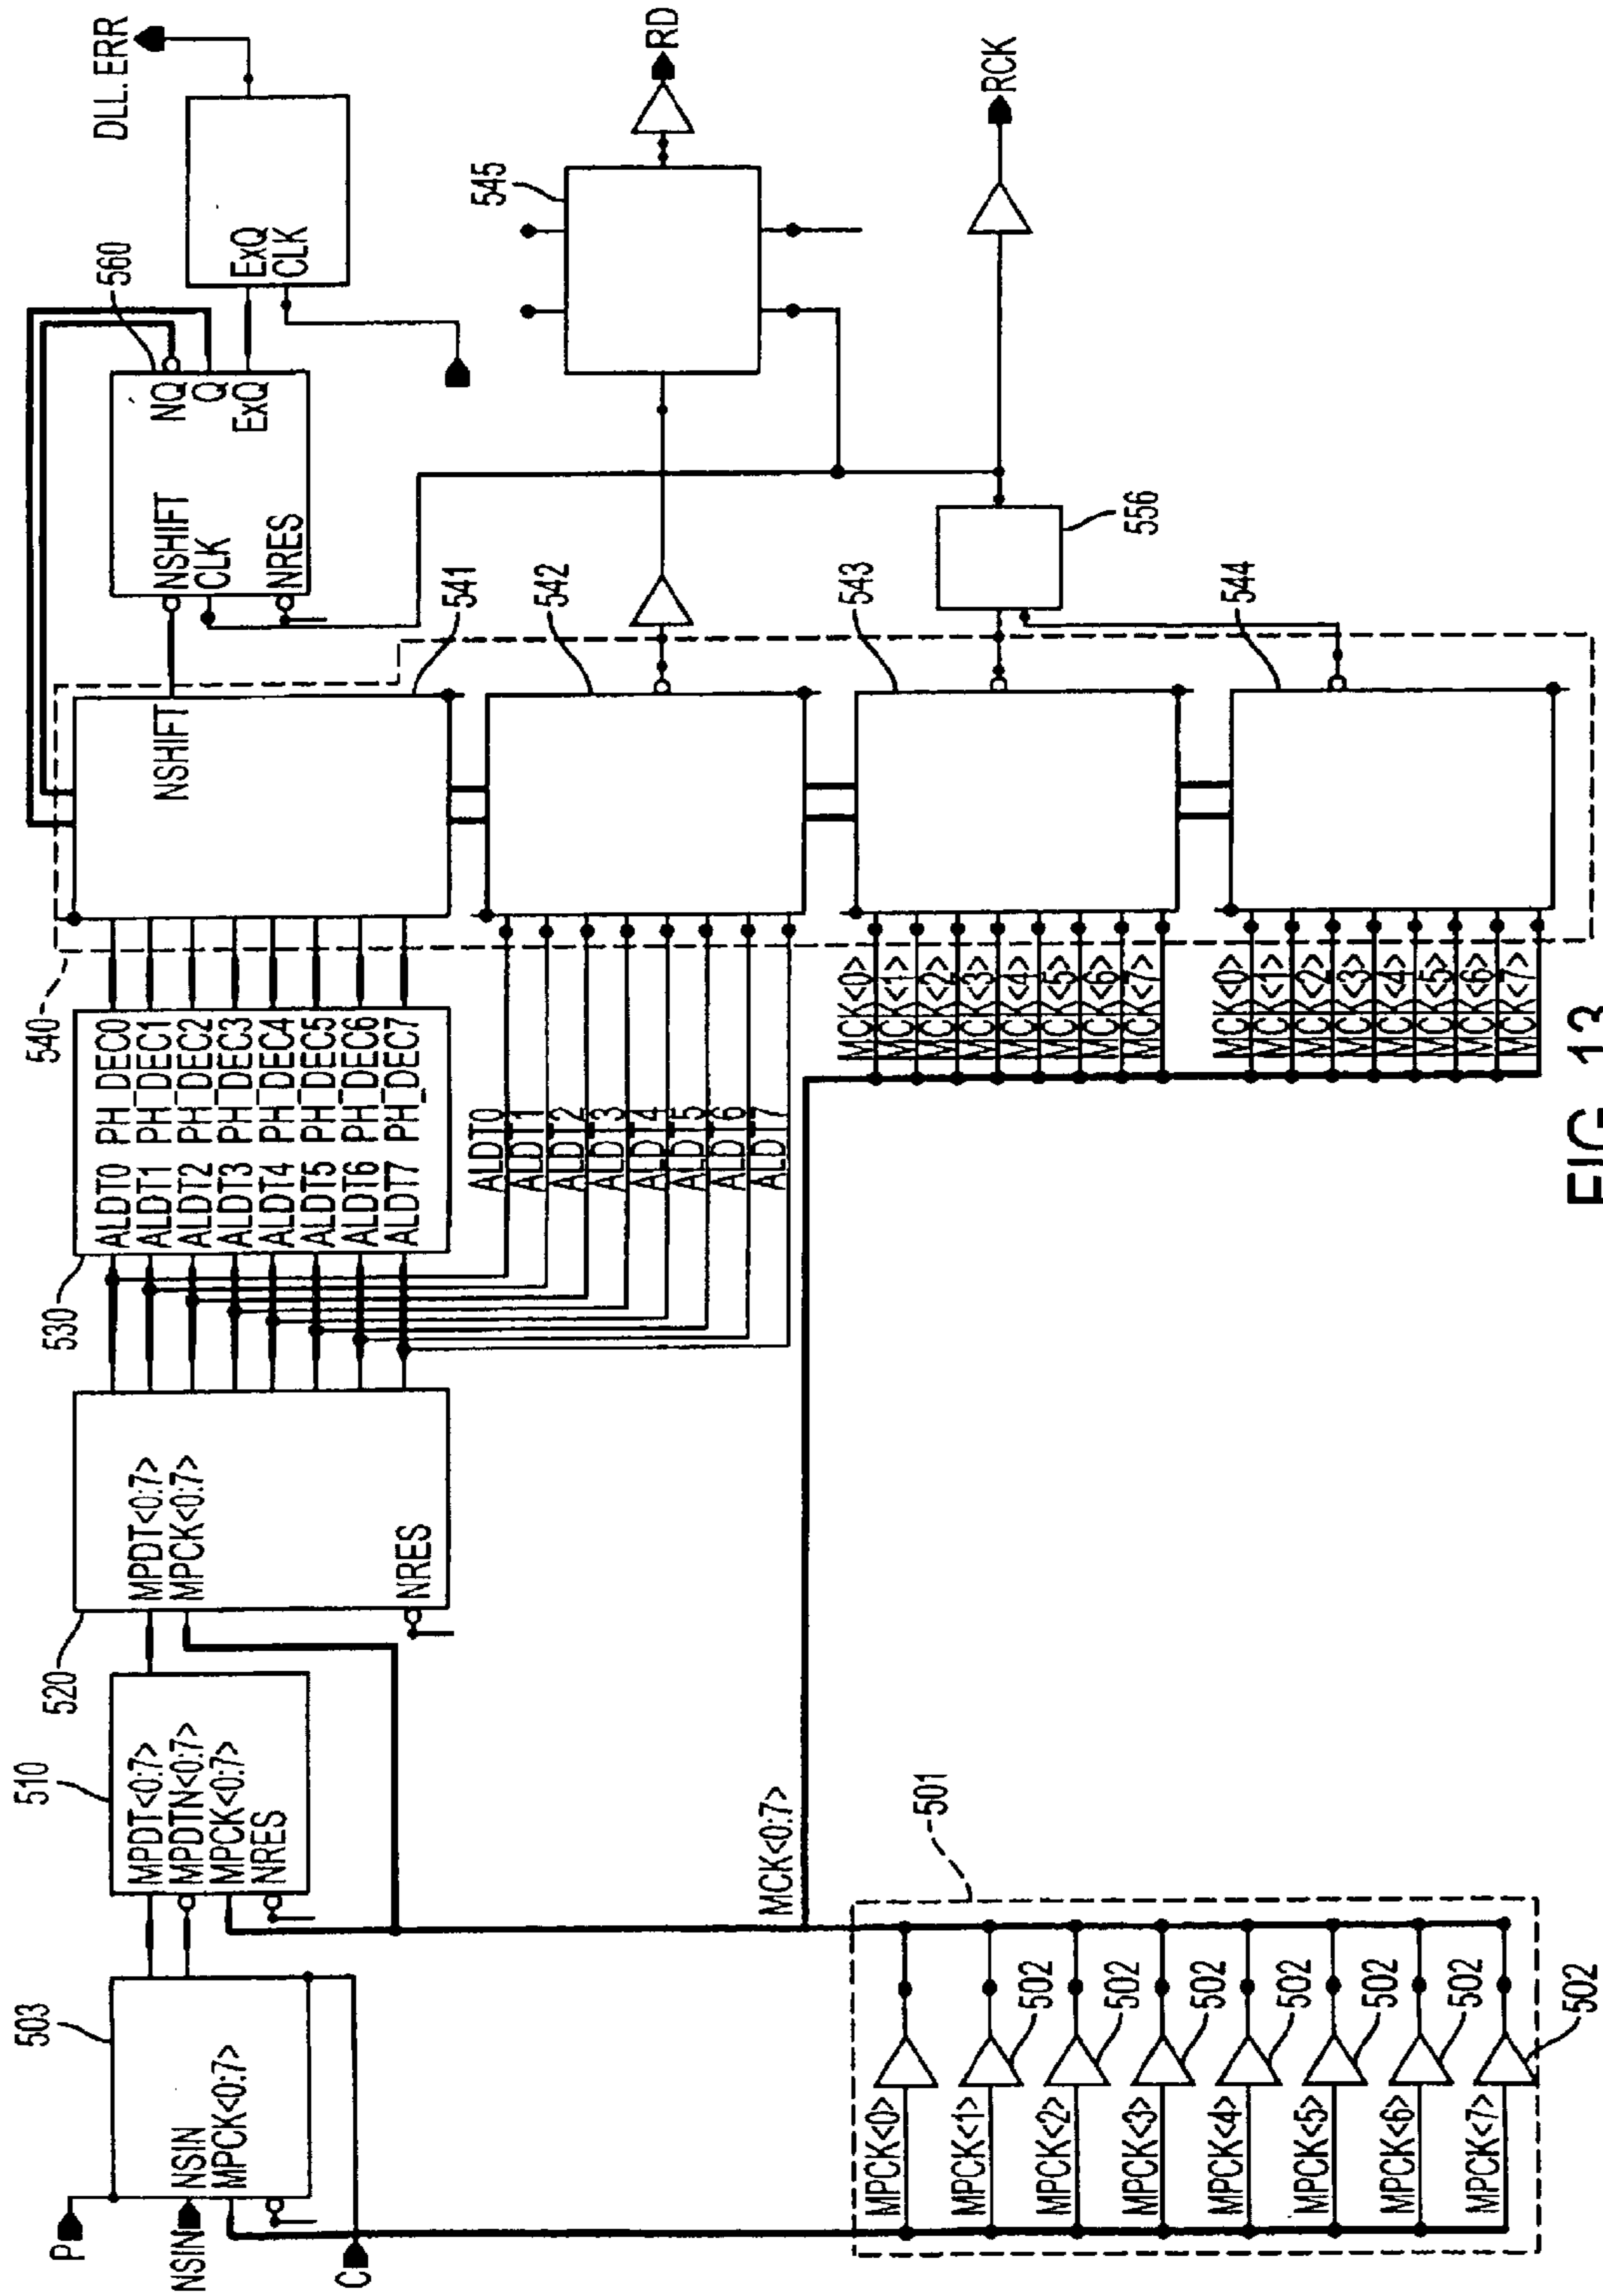 P
NSIN
C
503
NSIN
MPCK<0:7>
510
MPDT<0:7>
MPDTN<0:7>
MPCK<0:7>
NRES
520
MPDT<0:7>
MPCK<0:7>
NRES
530
ALDT0 PH_DEC0
ALDT1 PH_DEC1
ALDT2 PH_DEC2
ALDT3 PH_DEC3
ALDT4 PH_DEC4
ALDT5 PH_DEC5
ALDT6 PH_DEC6
ALDT7 PH_DEC7
540
NSHIFT
541
NSHIFT
CLK
NRES
NQ
Q
ExQ
560
ExQ
CLK
DLL.ERR
ALDT0
ALDT1
ALDT2
ALDT3
ALDT4
ALDT5
ALDT6
ALDT7
542
545
RD
MCK<0:7>
MCK<0>
MCK<1>
MCK<2>
MCK<3>
MCK<4>
MCK<5>
MCK<6>
MCK<7>
543
556
RCK
MCK<0>
MCK<1>
MCK<2>
MCK<3>
MCK<4>
MCK<5>
MCK<6>
MCK<7>
544
501
MPCK<0>
MPCK<1>
502
MPCK<2>
502
MPCK<3>
502
MPCK<4>
502
MPCK<5>
502
MPCK<6>
502
MPCK<7>
502
FIG. 13